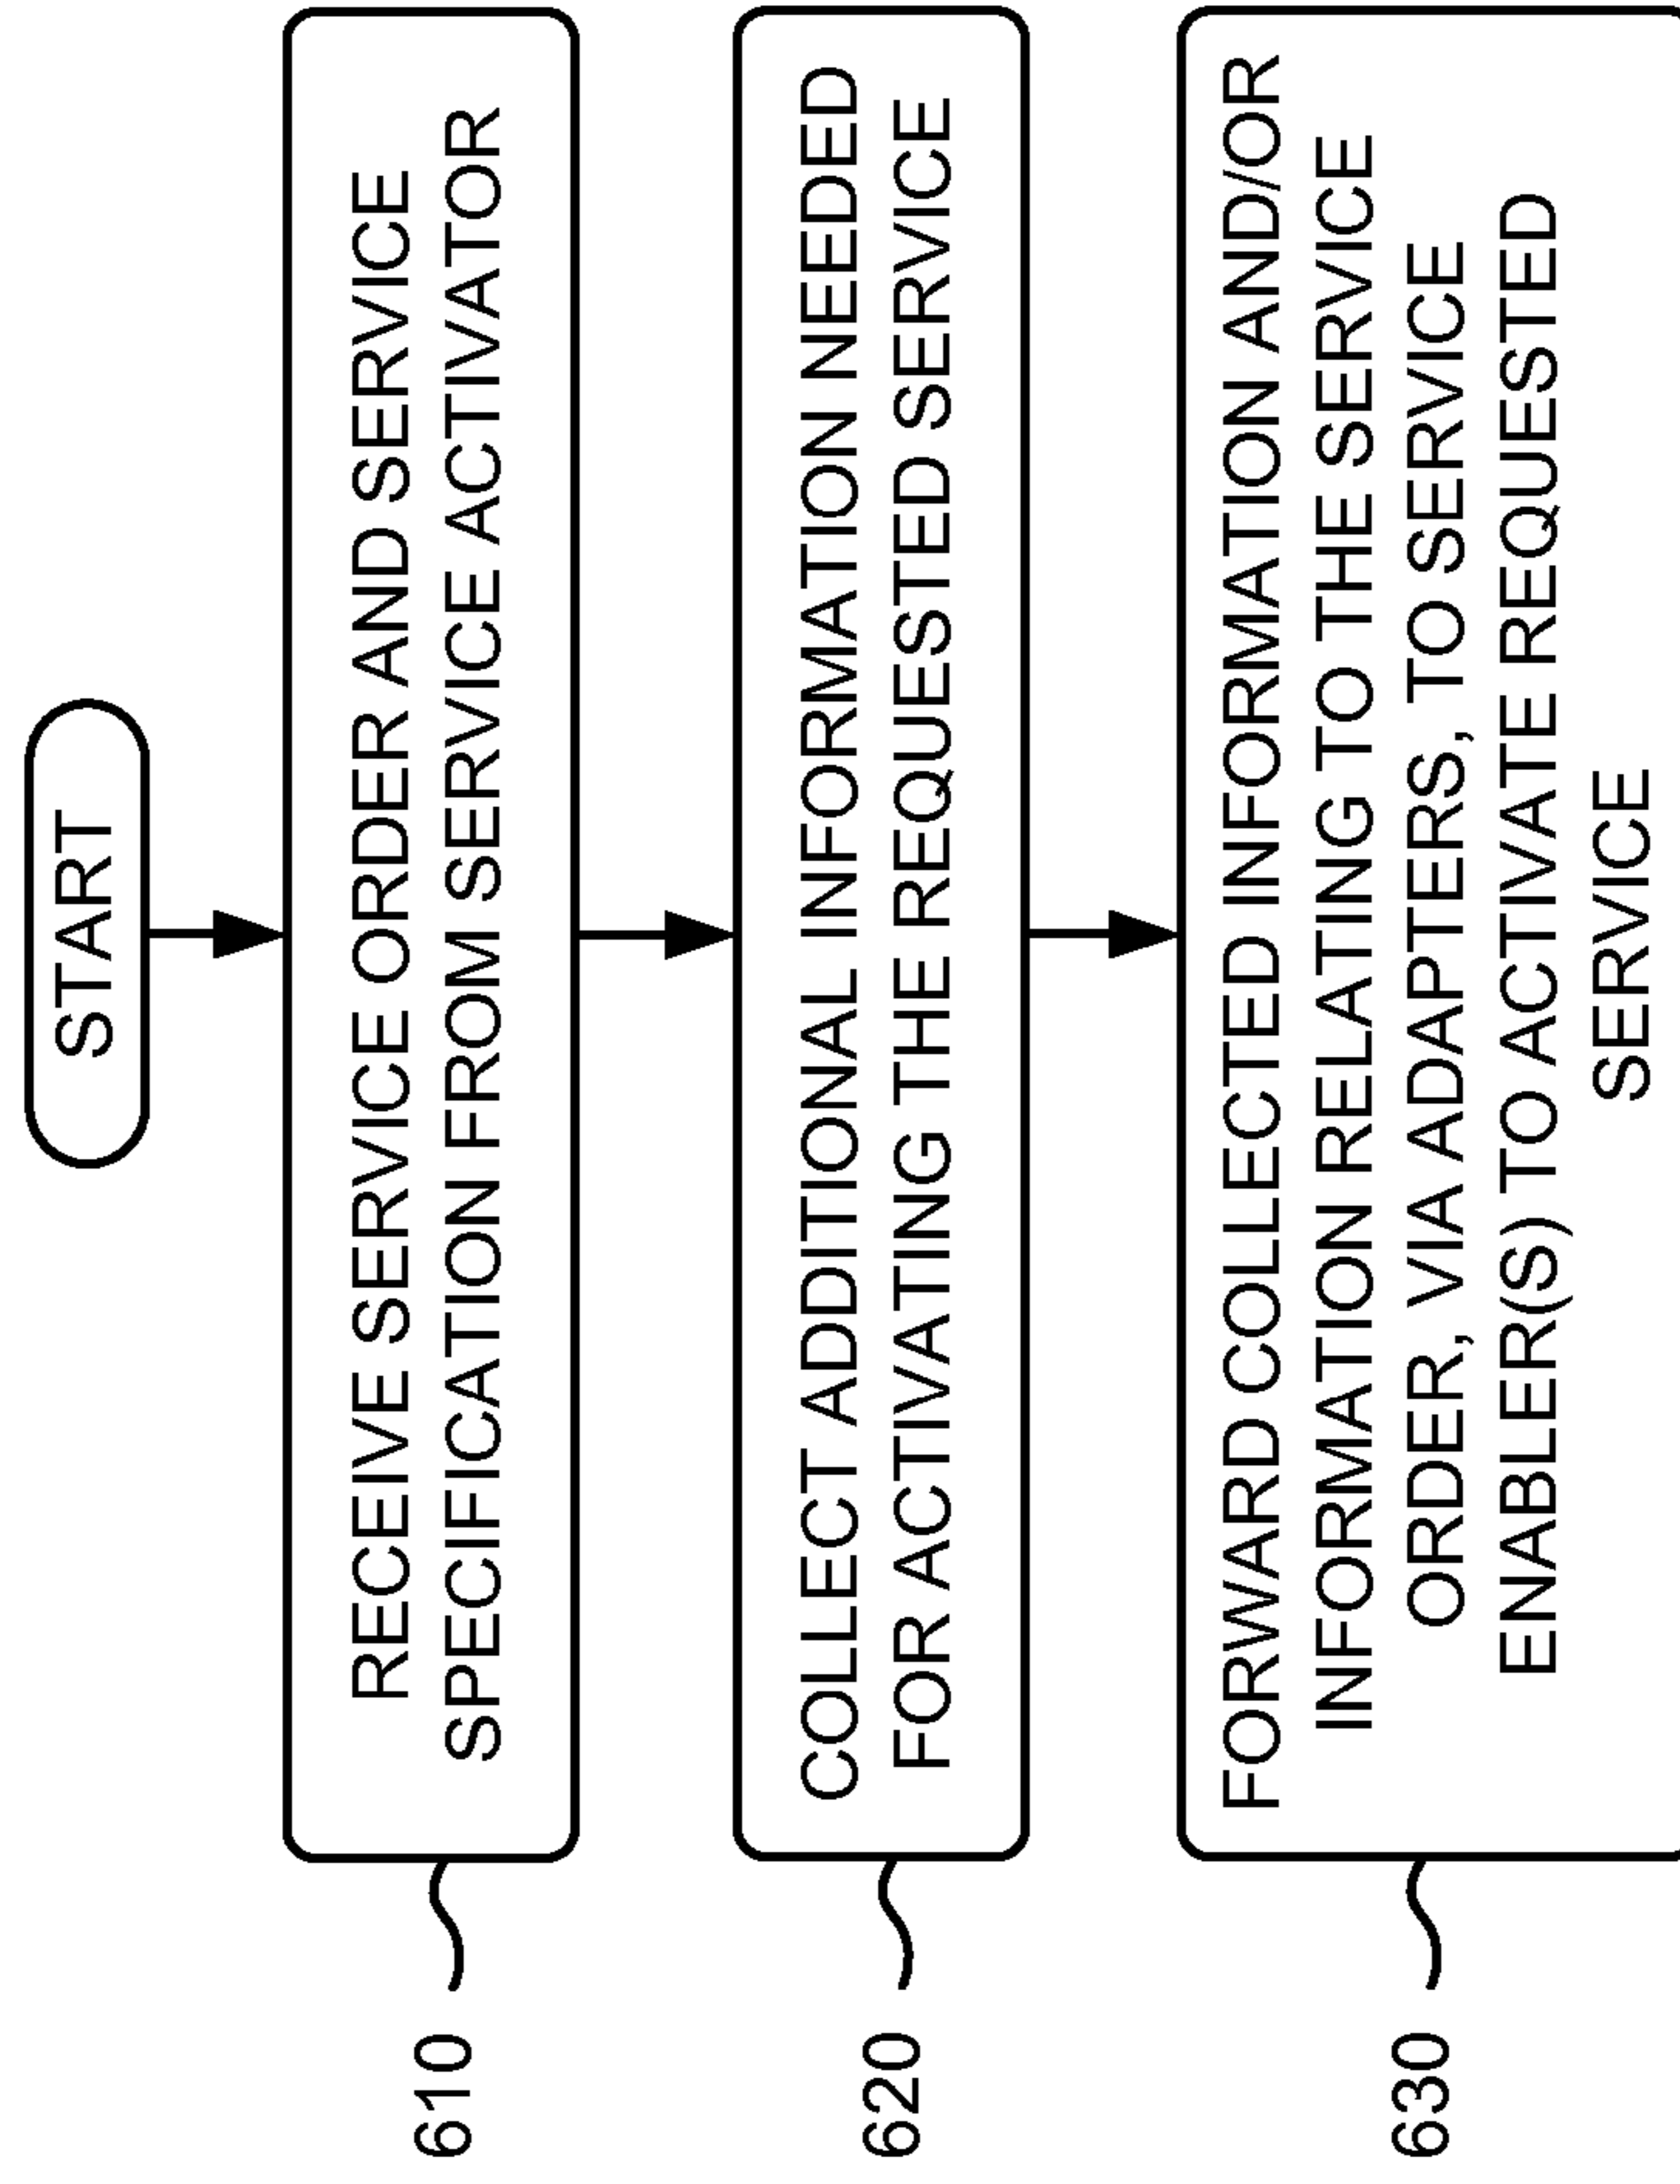 START
RECEIVE SERVICE ORDER AND SERVICE
SPECIFICATION FROM SERVICE ACTIVATOR
610
COLLECT ADDITIONAL INFORMATION NEEDED
FOR ACTIVATING THE REQUESTED SERVICE
620
FORWARD COLLECTED INFORMATION AND/OR
INFORMATION RELATING TO THE SERVICE
ORDER, VIA ADAPTERS, TO SERVICE
ENABLER(S) TO ACTIVATE REQUESTED
SERVICE
630